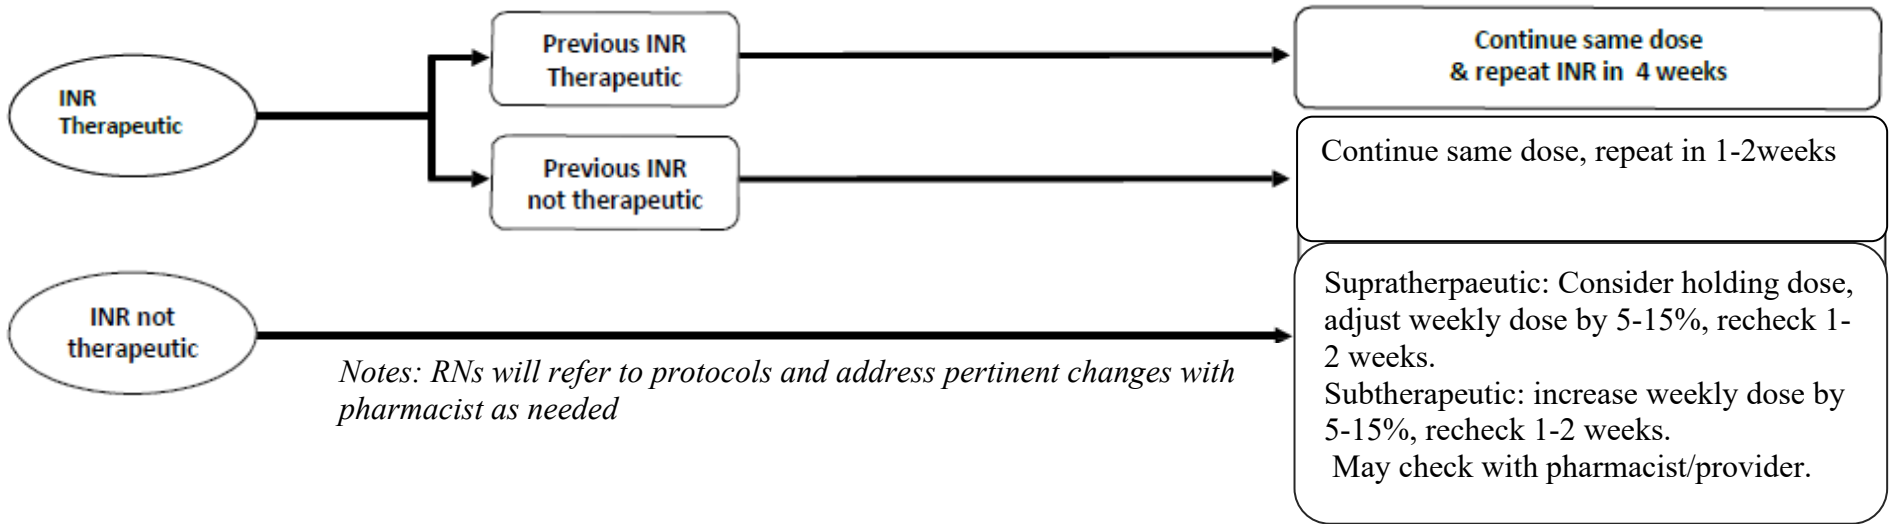 INR
Therapeutic
Previous INR
Therapeutic
Continue same dose
& repeat INR in 4 weeks
Previous INR
not therapeutic
Continue same dose, repeat in 1-2weeks
INR not
therapeutic
Notes: RNs will refer to protocols and address pertinent changes with
pharmacist as needed
Supratherpaeutic: Consider holding dose,
adjust weekly dose by 5-15%, recheck 1-
2 weeks.
Subtherapeutic: increase weekly dose by
5-15%, recheck 1-2 weeks.
May check with pharmacist/provider.